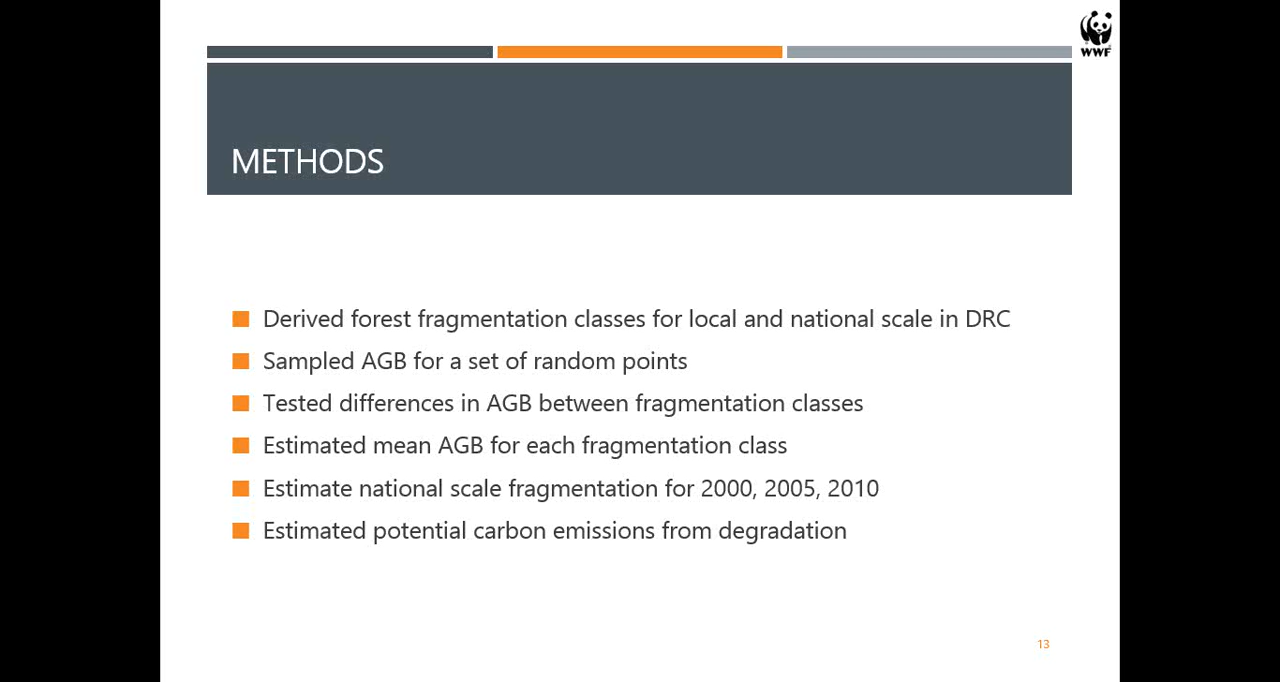 WWF
METHODS
Derived forest fragmentation classes for local and national scale in DRC
Sampled AGB for a set of random points
Tested differences in AGB between fragmentation classes
Estimated mean AGB for each fragmentation class
Estimate national scale fragmentation for 2000, 2005, 2010
Estimated potential carbon emissions from degradation
13